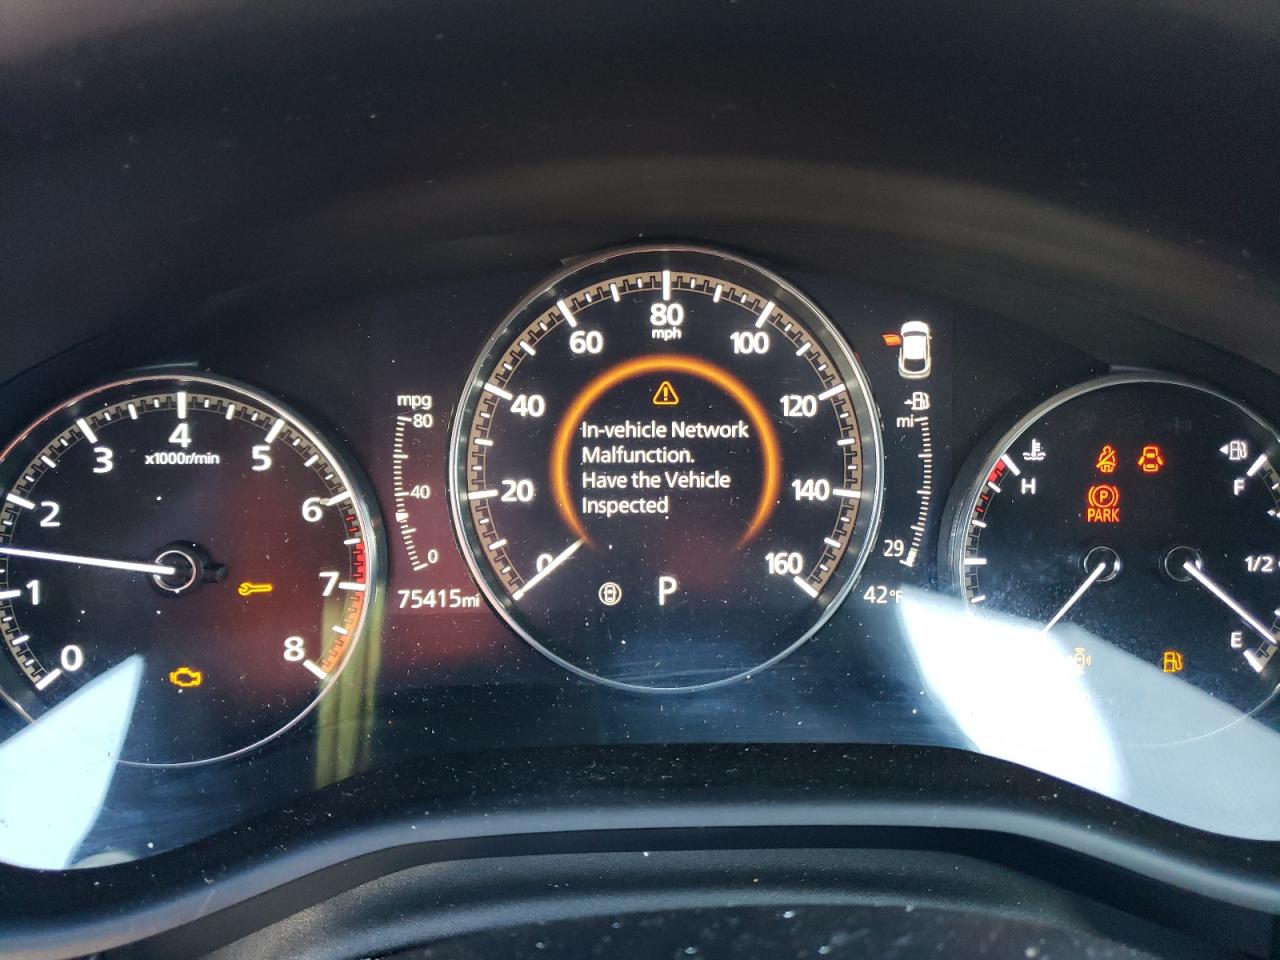 80
mph
60
100
40
120
20
140
0
160
In-vehicle Network
Malfunction.
Have the Vehicle
Inspected
P
mpg
80
40
0
75415mi
mi
29
42°F
4
x1000r/min
3
5
2
6
1
7
0
8
H
P
PARK
F
1/2
E